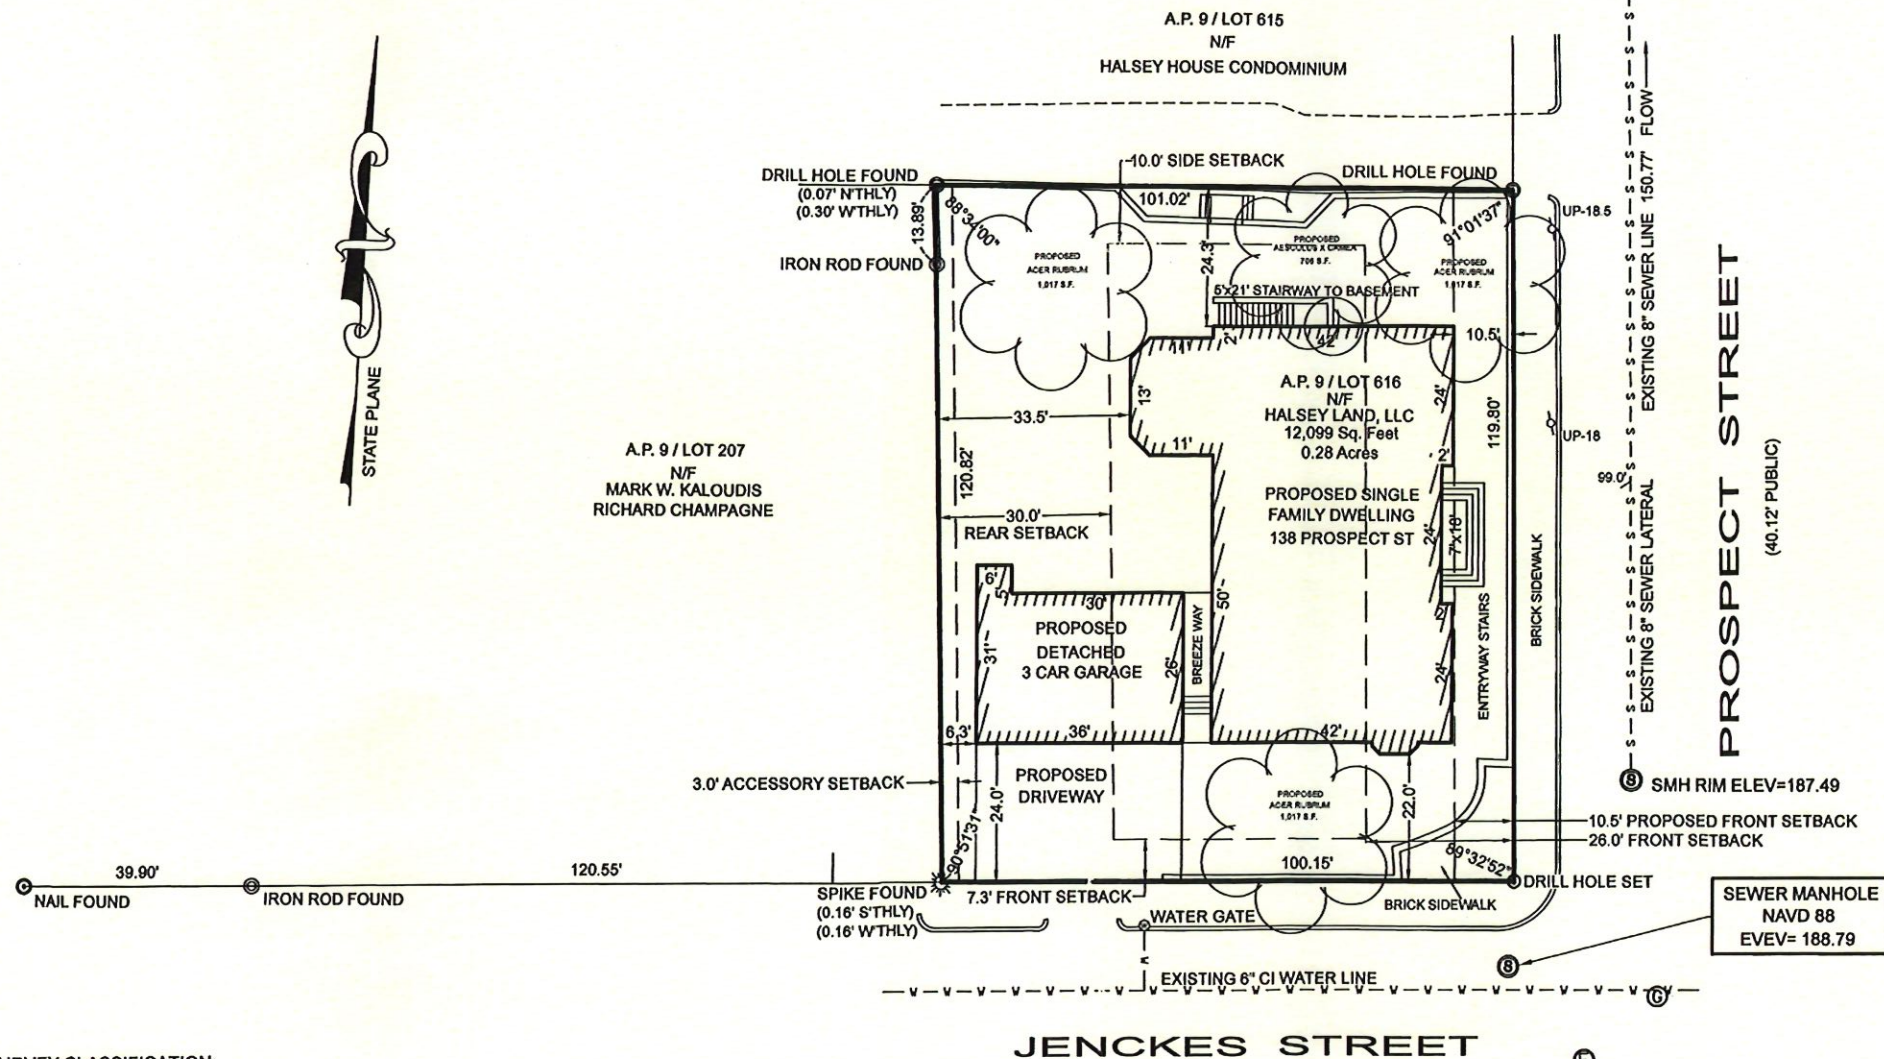 A.P. 9 / LOT 615
N/F
HALSEY HOUSE CONDOMINIUM
STATE PLANE
A.P. 9 / LOT 207
N/F
MARK W. KALOUDIS
RICHARD CHAMPAGNE
DRILL HOLE FOUND
(0.07' N'THLY)
(0.30' W'THLY)
13.89'
IRON ROD FOUND
88°34'00"
10.0' SIDE SETBACK
101.02'
DRILL HOLE FOUND
91°01'37"
PROPOSED
ACER RUBRUM
1,017 S.F.
24.3'
PROPOSED
AESCULUS X CARNEA
706 S.F.
PROPOSED
ACER RUBRUM
1,017 S.F.
5'x21' STAIRWAY TO BASEMENT
UP-18.5
10.5'
11'
2'
42'
13'
11'
24'
33.5'
120.82'
A.P. 9 / LOT 616
N/F
HALSEY LAND, LLC
12,099 Sq. Feet
0.28 Acres
119.80'
UP-18
2'
PROPOSED SINGLE
FAMILY DWELLING
138 PROSPECT ST
24'
7'x18'
30.0'
REAR SETBACK
99.0'
6'
5'
30'
50'
2'
PROPOSED
DETACHED
3 CAR GARAGE
31'
26'
BREEZE WAY
24'
ENTRYWAY STAIRS
BRICK SIDEWALK
EXISTING 8" SEWER LATERAL
EXISTING 8" SEWER LINE 150.77' FLOW
PROSPECT STREET
(40.12' PUBLIC)
6.3'
36'
42'
3.0' ACCESSORY SETBACK
PROPOSED
DRIVEWAY
24.0'
PROPOSED
ACER RUBRUM
1,017 S.F.
22.0'
S
SMH RIM ELEV=187.49
10.5' PROPOSED FRONT SETBACK
26.0' FRONT SETBACK
90°51'31"
100.15'
89°32'52"
39.90'
120.55'
NAIL FOUND
IRON ROD FOUND
SPIKE FOUND
(0.16' S'THLY)
(0.16' W'THLY)
7.3' FRONT SETBACK
BRICK SIDEWALK
DRILL HOLE SET
WATER GATE
SEWER MANHOLE
NAVD 88
EVEV= 188.79
S
EXISTING 6" CI WATER LINE
G
JENCKES STREET